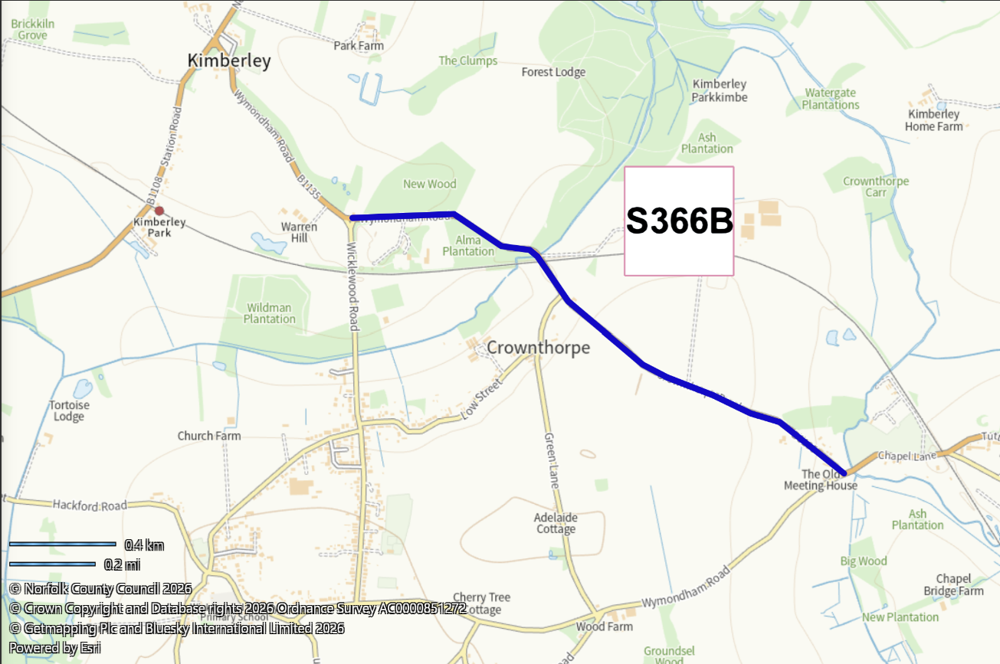 Brickkiln
Grove
Kimberley
Park Farm
The Clumps
Forest Lodge
Kimberley
Parkkimbe
Watergate
Plantations
Kimberley
Home Farm
Station Road
B1108
Wymondham Road
B1135
Ash
Plantation
Crownthorpe
Carr
New Wood
Kimberley
Park
Warren
Hill
Wymondham Road
Alma
Plantation
S366B
Wicklewood Road
Wildman
Plantation
Crownthorpe
Low Street
Tortoise
Lodge
Church Farm
Green Lane
The Old
Meeting House
Chapel Lane
Tut
Hackford Road
Adelaide
Cottage
Ash
Plantation
Big Wood
Chapel
Bridge Farm
Wymondham Road
New Plantation
Cherry Tree
Cottage
Wood Farm
Groundsel
Wood
Primary School
0.4 km
0.2 mi
© Norfolk County Council 2026
© Crown Copyright and Database rights 2026 Ordnance Survey AC0000851272
© Getmapping Plc and Bluesky International Limited 2026
Powered by Esri